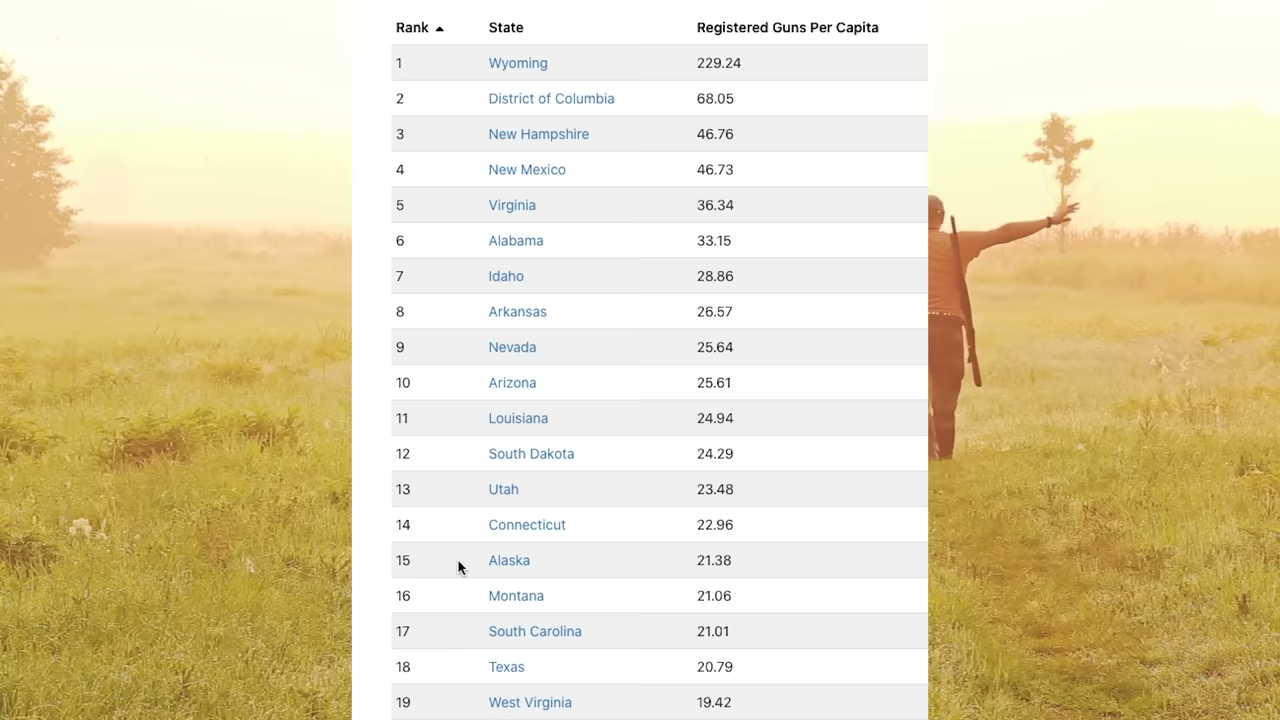 Rank State Registered Guns Per Capita
1 Wyoming 229.24
2 District of Columbia 68.05
3 New Hampshire 46.76
4 New Mexico 46.73
5 Virginia 36.34
6 Alabama 33.15
7 Idaho 28.86
8 Arkansas 26.57
9 Nevada 25.64
10 Arizona 25.61
11 Louisiana 24.94
12 South Dakota 24.29
13 Utah 23.48
14 Connecticut 22.96
15 Alaska 21.38
16 Montana 21.06
17 South Carolina 21.01
18 Texas 20.79
19 West Virginia 19.42